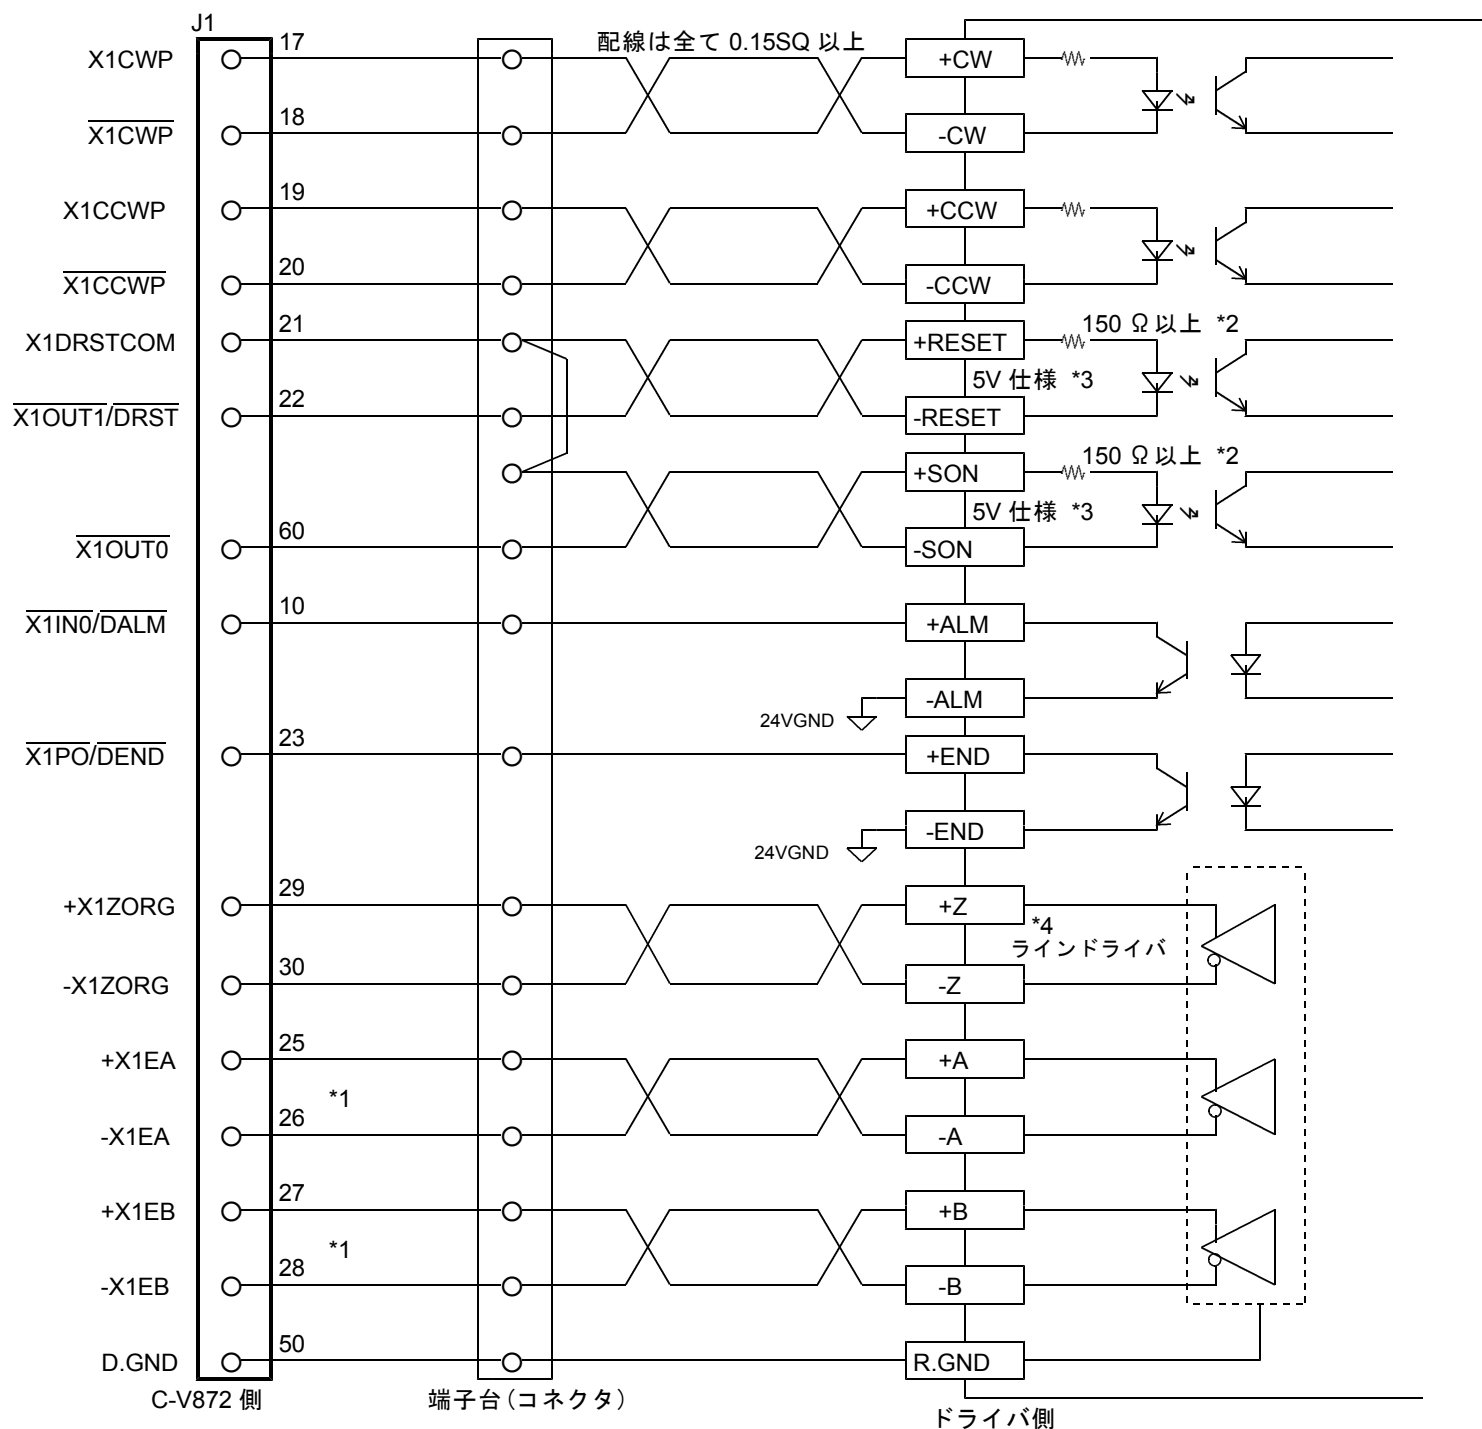 J1
X1CWP 17 配線は全て 0.15SQ 以上 +CW
X1CWP 18 -CW
X1CCWP 19 +CCW
X1CCWP 20 -CCW
X1DRSTCOM 21 +RESET 150 Ω以上 *2
5V 仕様 *3
X1OUT1/DRST 22 -RESET
+SON 150 Ω以上 *2
5V 仕様 *3
X1OUT0 60 -SON
X1IN0/DALM 10 +ALM
24VGND -ALM
X1PO/DEND 23 +END
24VGND -END
+X1ZORG 29 +Z
*4
ラインドライバ
-X1ZORG 30 -Z
+X1EA 25 +A
*1
-X1EA 26 -A
+X1EB 27 +B
*1
-X1EB 28 -B
D.GND 50 R.GND
C-V872 側 端子台(コネクタ)
ドライバ側